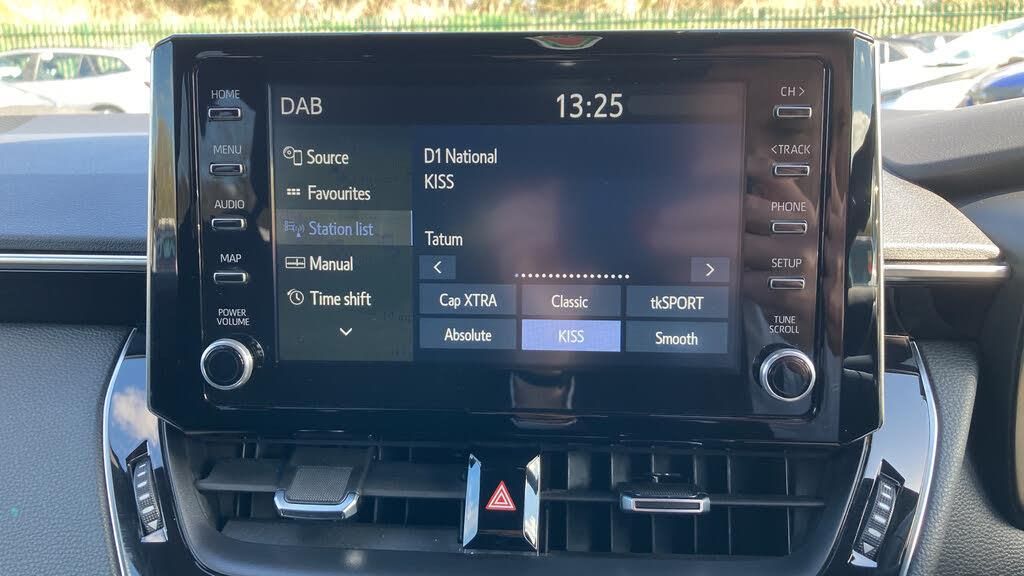 HOME
MENU
AUDIO
MAP
POWER
VOLUME
DAB
13:25
Source
Favourites
Station list
Manual
Time shift
D1 National
KISS
Tatum
<
>
Cap XTRA
Classic
tkSPORT
Absolute
KISS
Smooth
CH >
<TRACK
PHONE
SETUP
TUNE
SCROLL